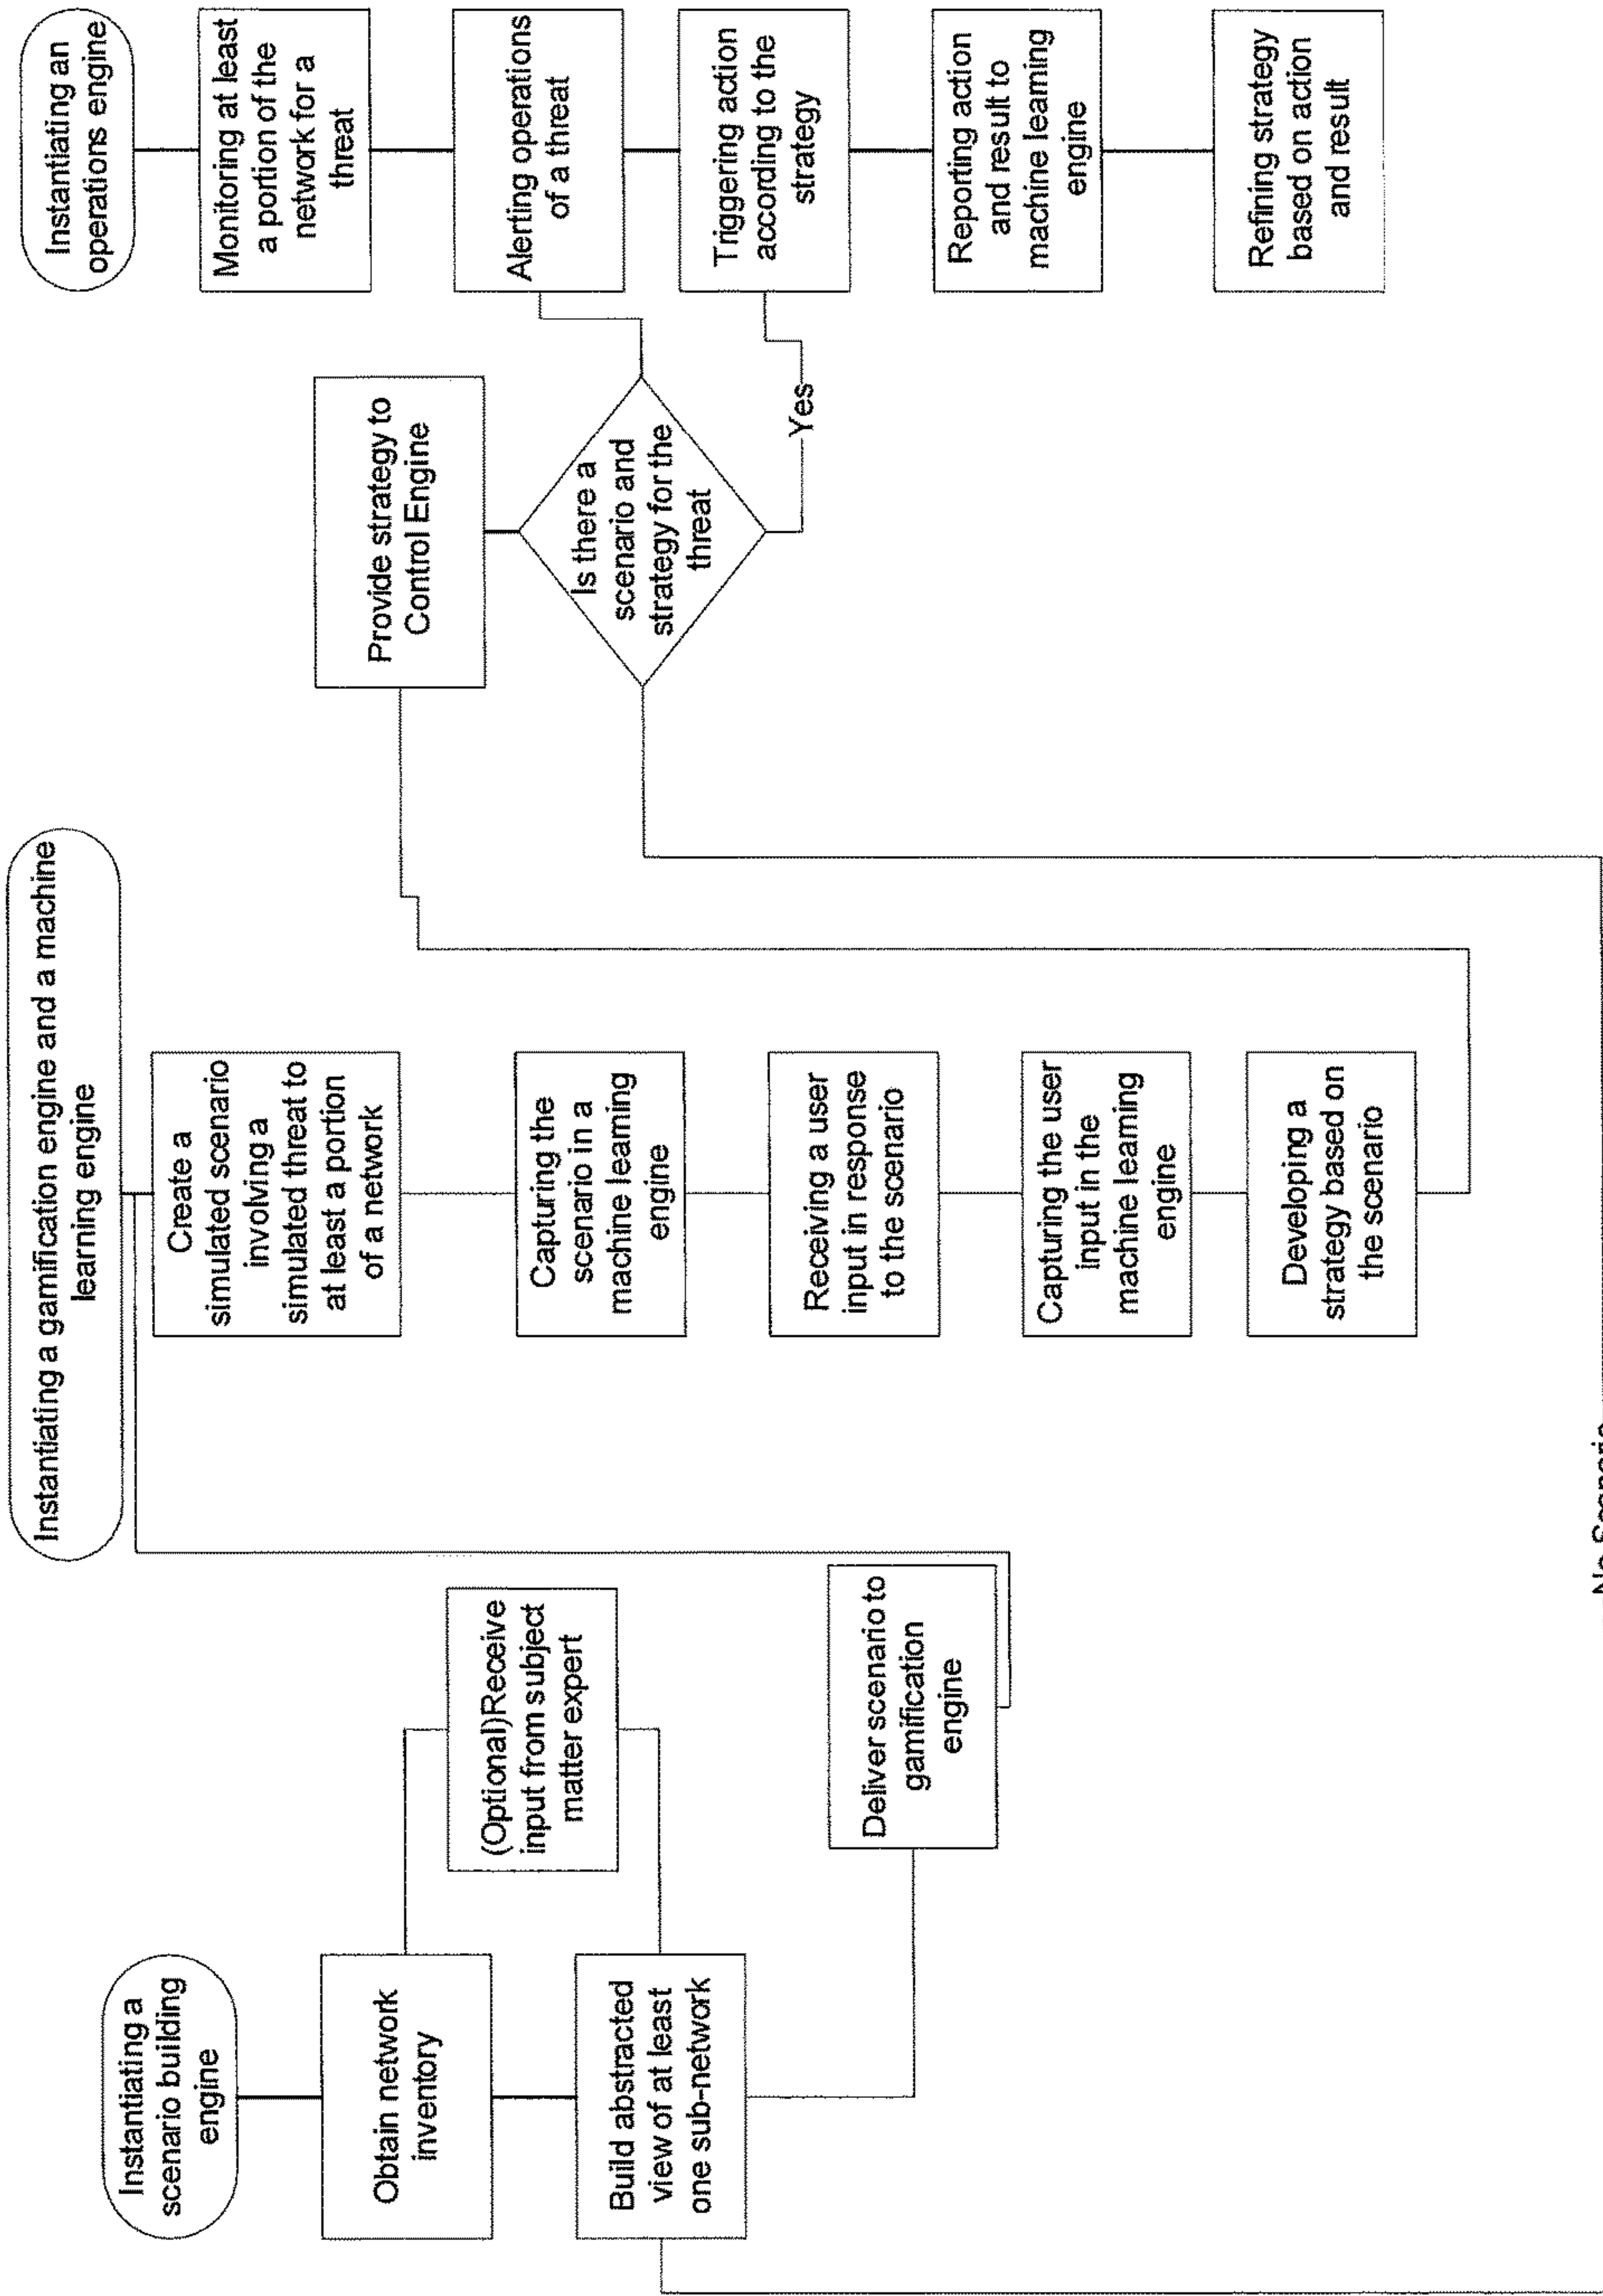 Instantiating a
scenario building
engine
Obtain network
inventory
(Optional)Receive
input from subject
matter expert
Build abstracted
view of at least
one sub-network
Deliver scenario to
gamification
engine
Instantiating a gamification engine and a machine
learning engine
Create a
simulated scenario
involving a
simulated threat to
at least a portion
of a network
Capturing the
scenario in a
machine learning
engine
Receiving a user
input in response
to the scenario
Capturing the user
input in the
machine learning
engine
Developing a
strategy based on
the scenario
Instantiating an
operations engine
Monitoring at least
a portion of the
network for a
threat
Provide strategy to
Control Engine
Alerting operations
of a threat
Is there a
scenario and
strategy for the
threat
Yes
Triggering action
according to the
strategy
Reporting action
and result to
machine learning
engine
Refining strategy
based on action
and result
No Scenario